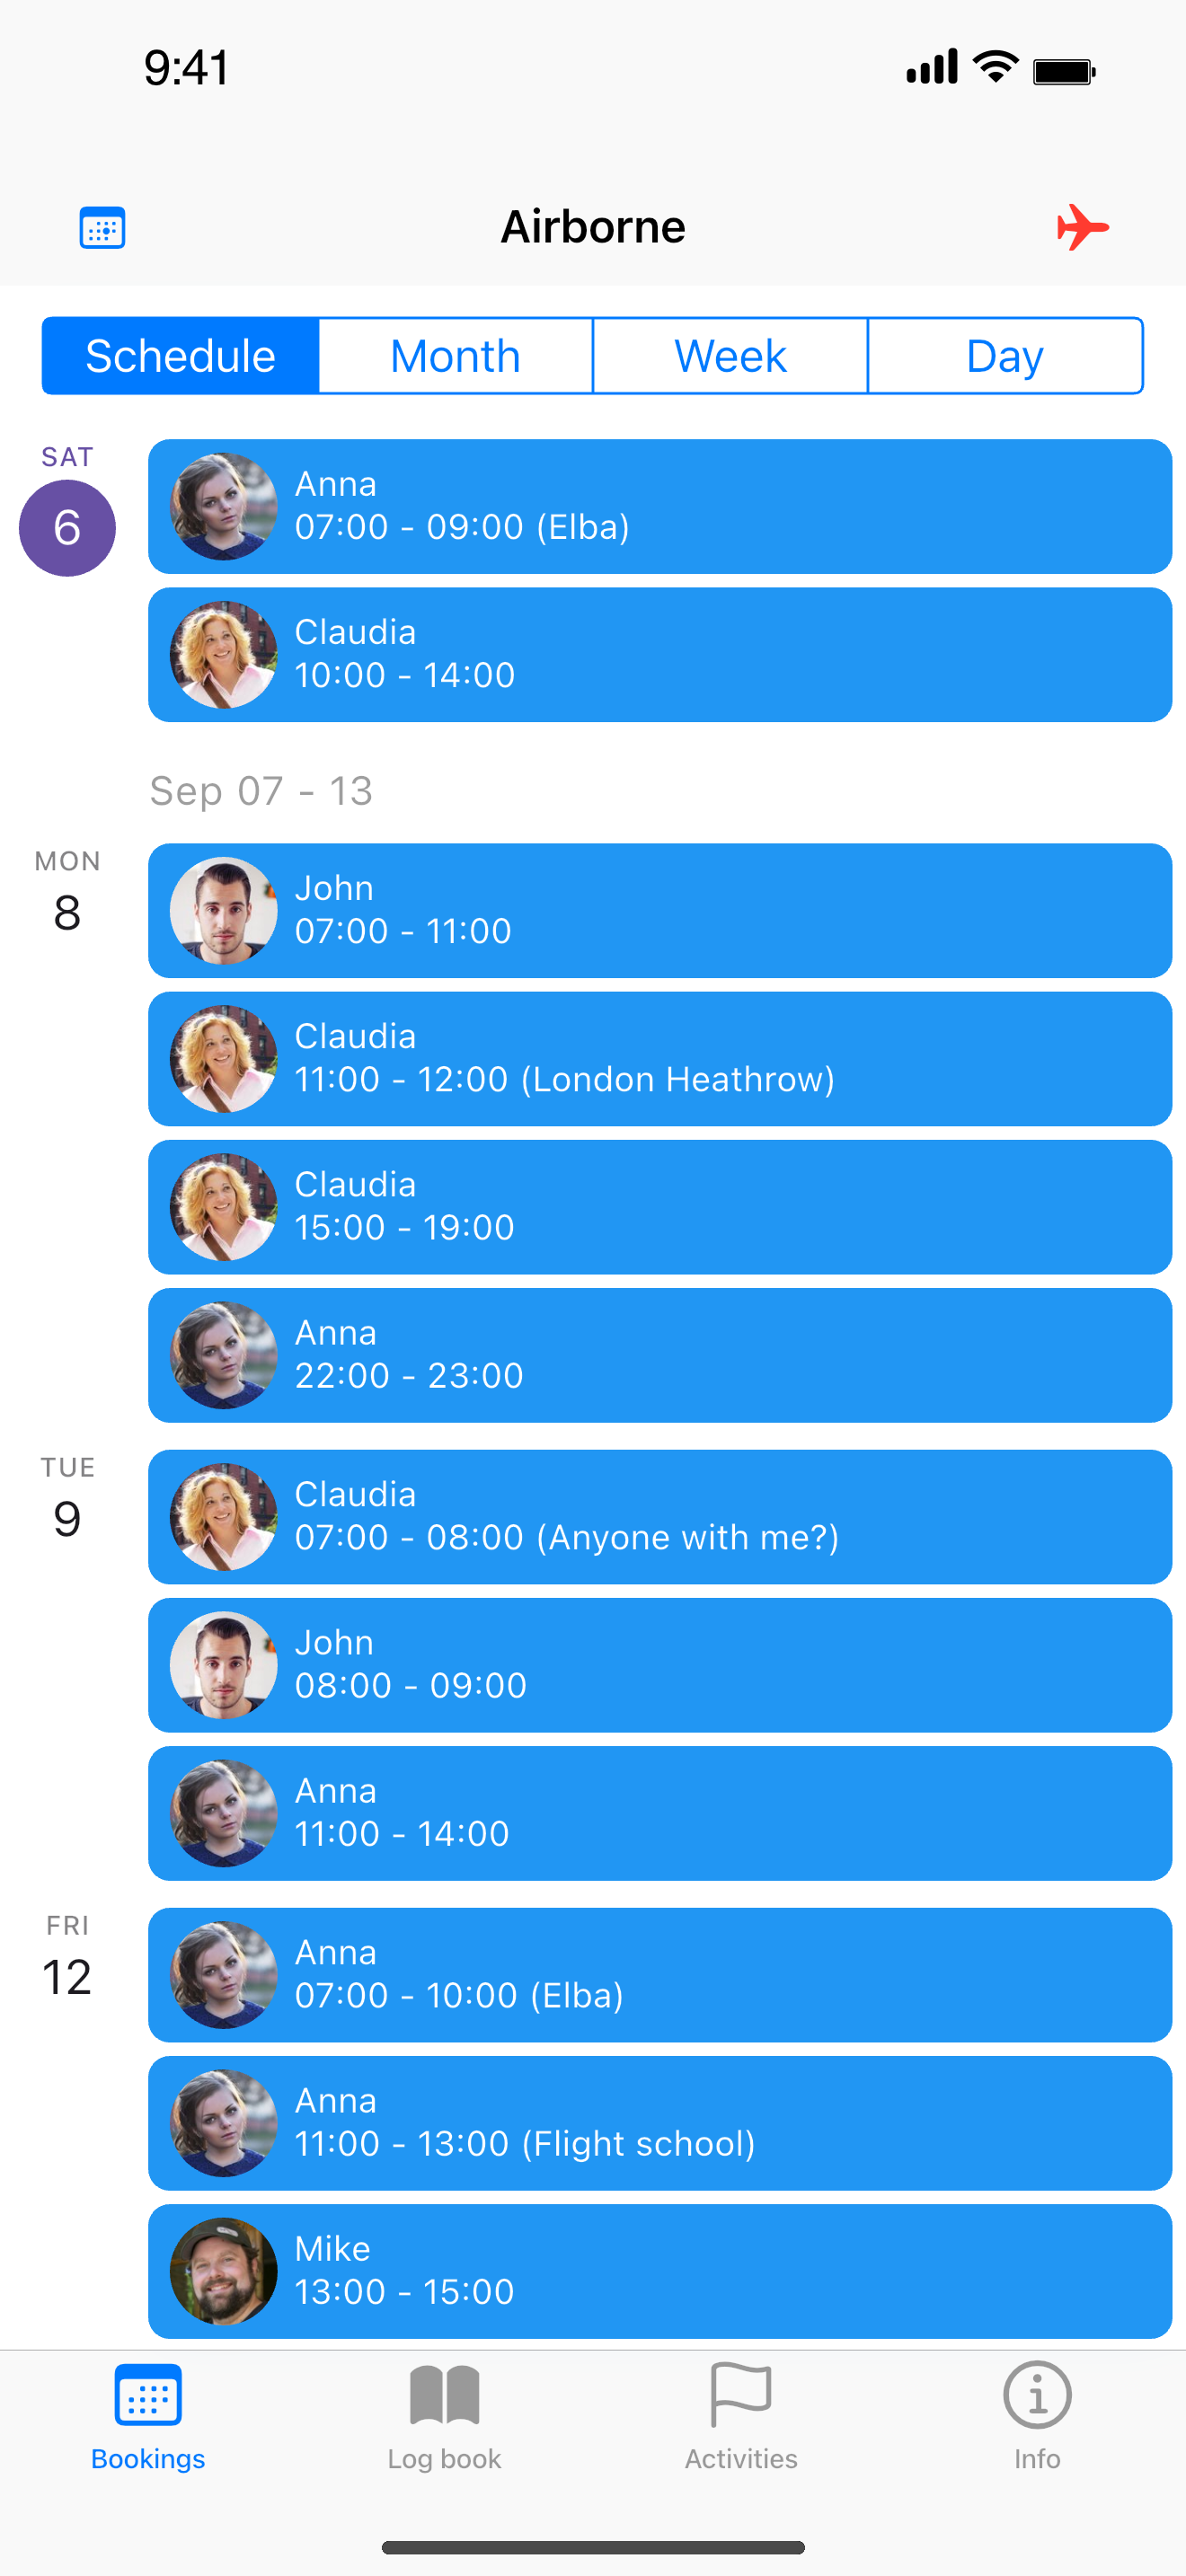 9:41
Airborne
Schedule Month Week Day
SAT
6
Anna
07:00 - 09:00 (Elba)
Claudia
10:00 - 14:00
Sep 07 - 13
MON
8
John
07:00 - 11:00
Claudia
11:00 - 12:00 (London Heathrow)
Claudia
15:00 - 19:00
Anna
22:00 - 23:00
TUE
9
Claudia
07:00 - 08:00 (Anyone with me?)
John
08:00 - 09:00
Anna
11:00 - 14:00
FRI
12
Anna
07:00 - 10:00 (Elba)
Anna
11:00 - 13:00 (Flight school)
Mike
13:00 - 15:00
Bookings Log book Activities Info